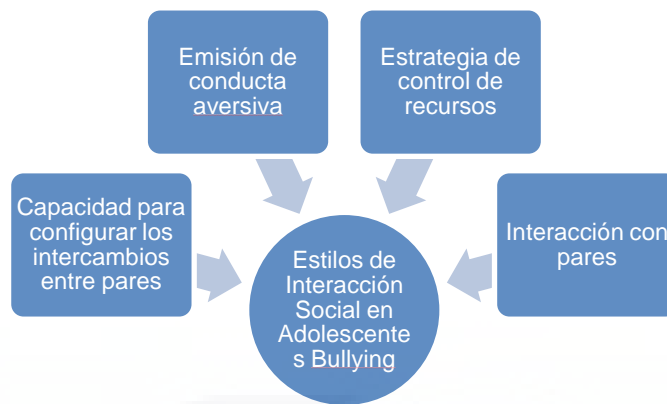 Emisión de
conducta
aversiva
Estrategia de
control de
recursos
Capacidad para
configurar los
intercambios
entre pares
Interacción con
pares
Estilos de
Interacción
Social en
Adolescente
s Bullying